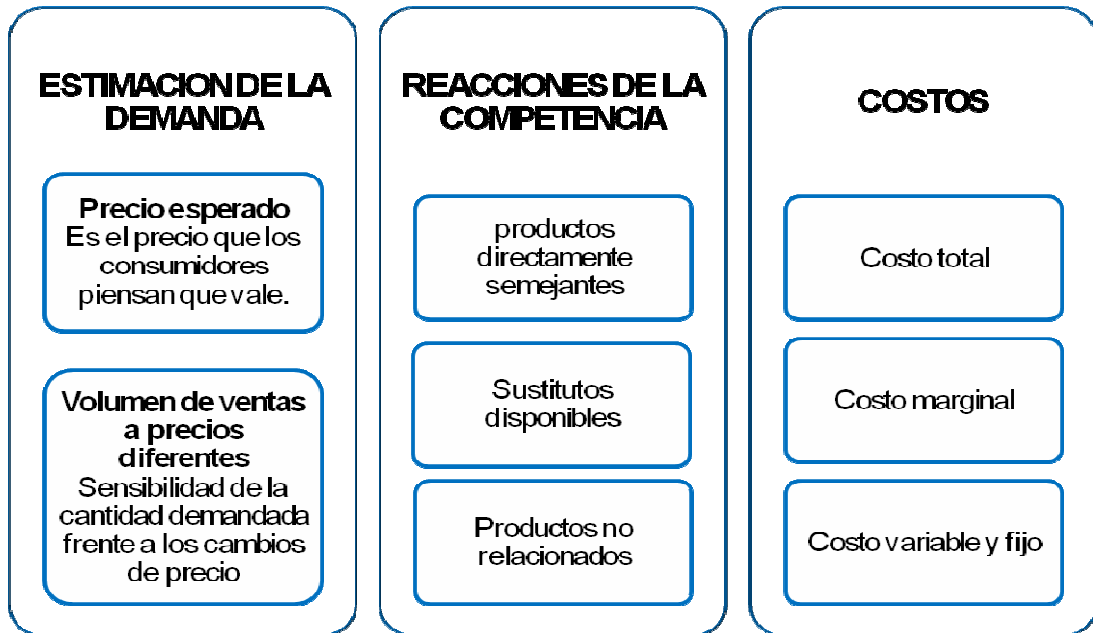 ESTIMACION DE LA
DEMANDA
Precio esperado
Es el precio que los
consumidores
piensan que vale.
Volumen de ventas
a precios
diferentes
Sensibilidad de la
cantidad demandada
frente a los cambios
de precio
REACCIONES DE LA
COMPETENCIA
productos
directamente
semejantes
Sustitutos
disponibles
Productos no
relacionados
COSTOS
Costo total
Costo marginal
Costo variable y fijo